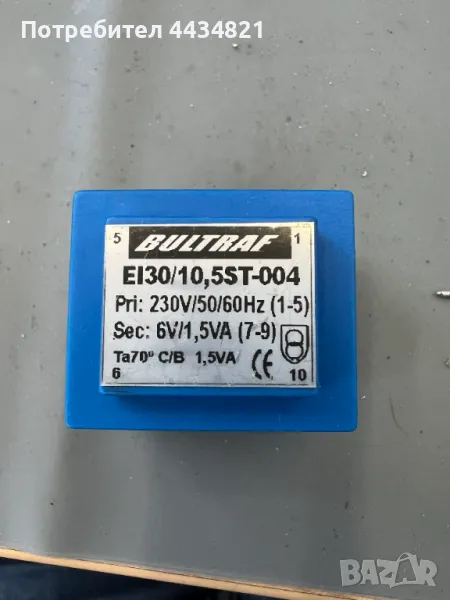 Потребител 4434821
5 BULTRAF 1
EI30/10,5ST-004
Pri: 230V/50/60Hz (1-5)
Sec: 6V/1,5VA (7-9)
Ta70° C/B 1,5VA CE
6 10
BAZAR